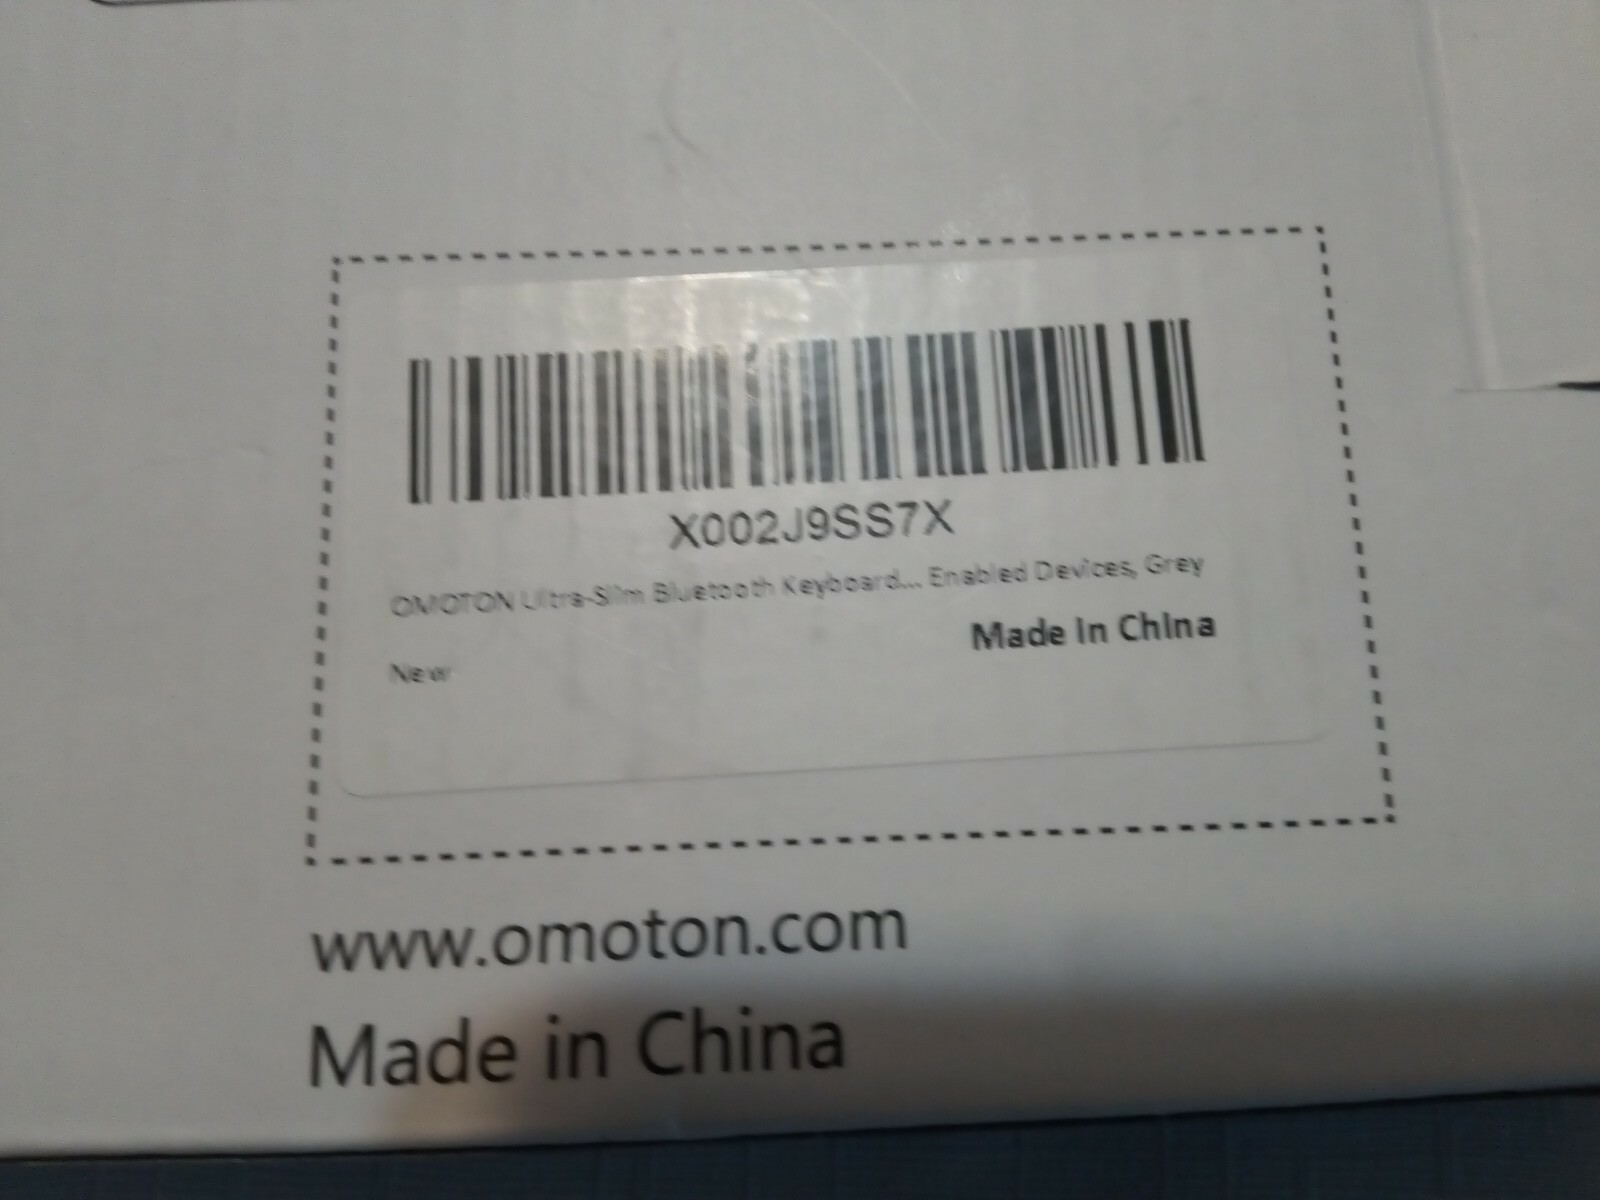 X002J9SS7X
OMOTON Ultra-Slim Bluetooth Keyboard... Enabled Devices, Grey
Made In China
New
www.omoton.com
Made in China